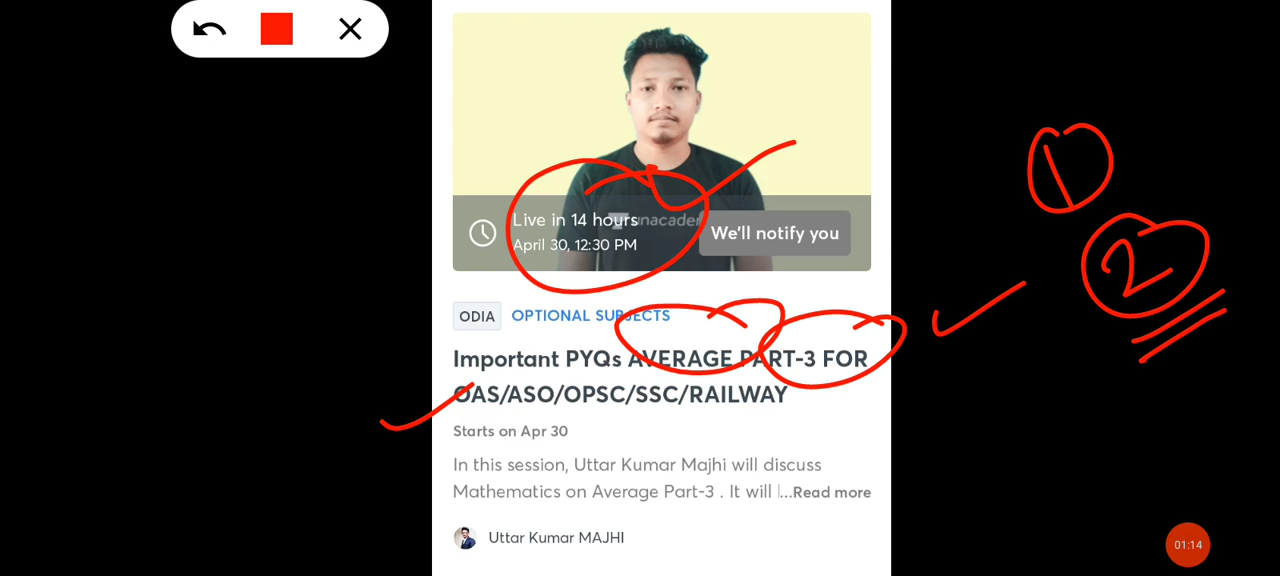 Live in 14 hours
April 30, 12:30 PM
unacade
We'll notify you
ODIA OPTIONAL SUBJECTS
Important PYQs AVERAGE PART-3 FOR
OAS/ASO/OPSC/SSC/RAILWAY
Starts on Apr 30
In this session, Uttar Kumar Majhi will discuss
Mathematics on Average Part-3 . It will ...Read more
Uttar Kumar MAJHI
1
2
01:14